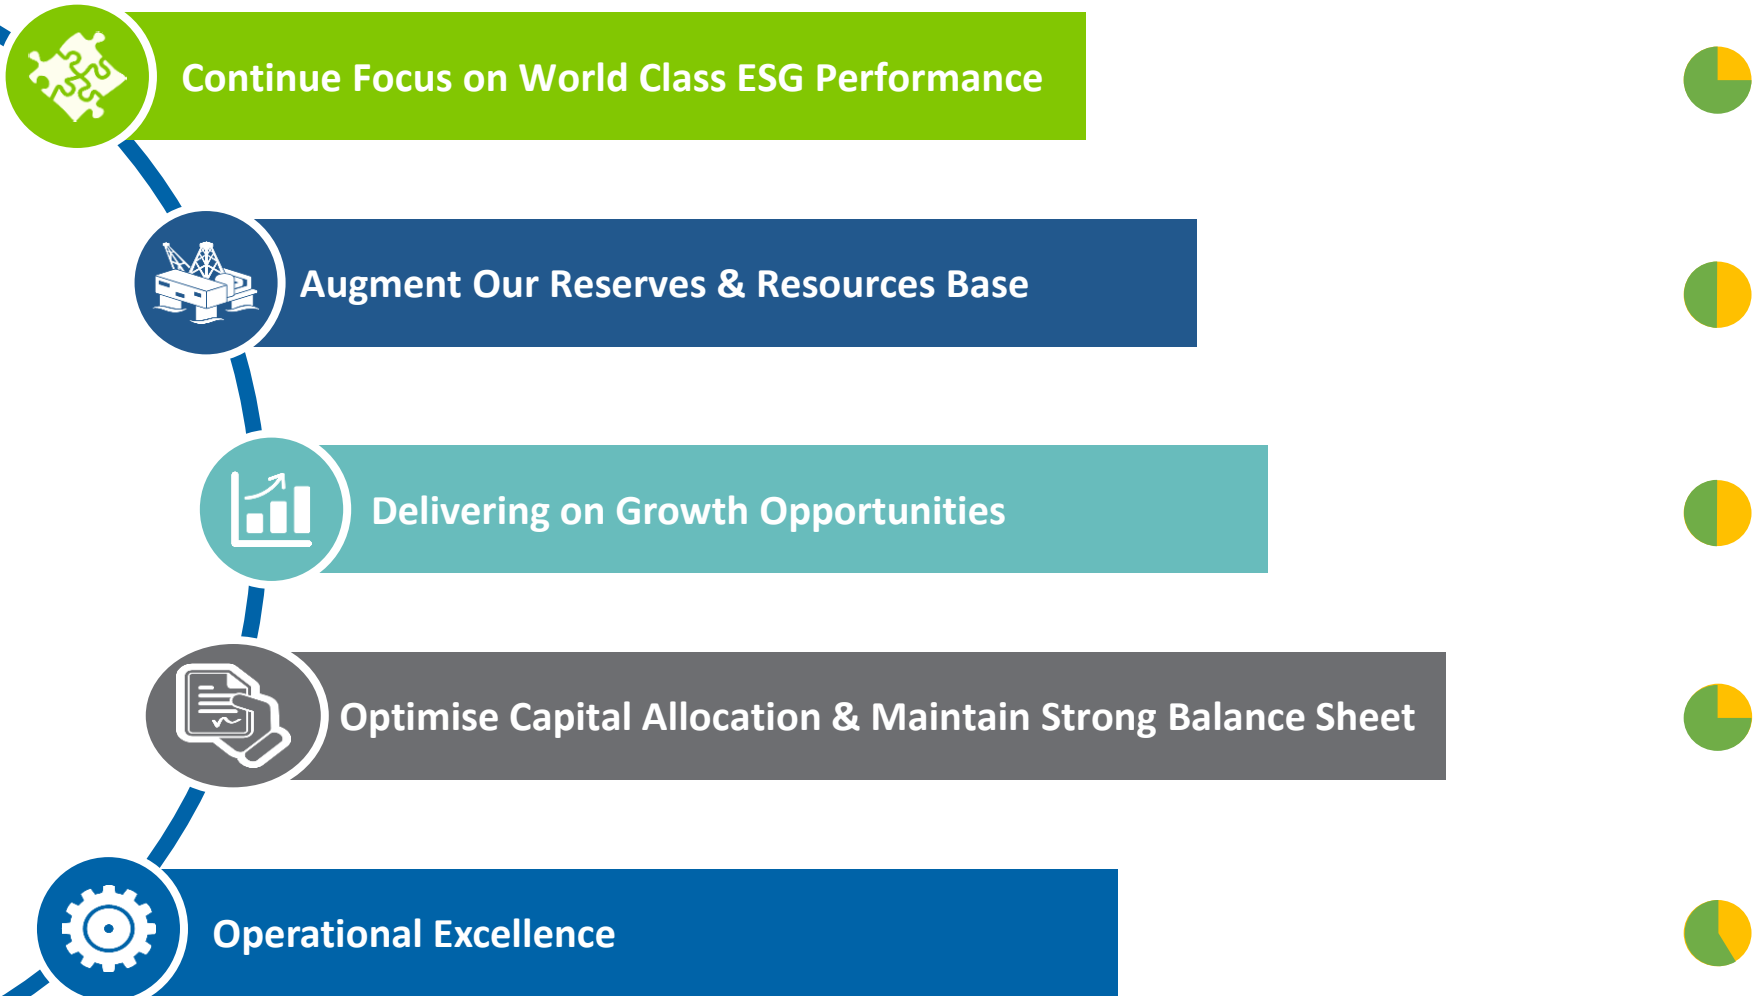 Continue Focus on World Class ESG Performance
Augment Our Reserves & Resources Base
Delivering on Growth Opportunities
Optimise Capital Allocation & Maintain Strong Balance Sheet
Operational Excellence